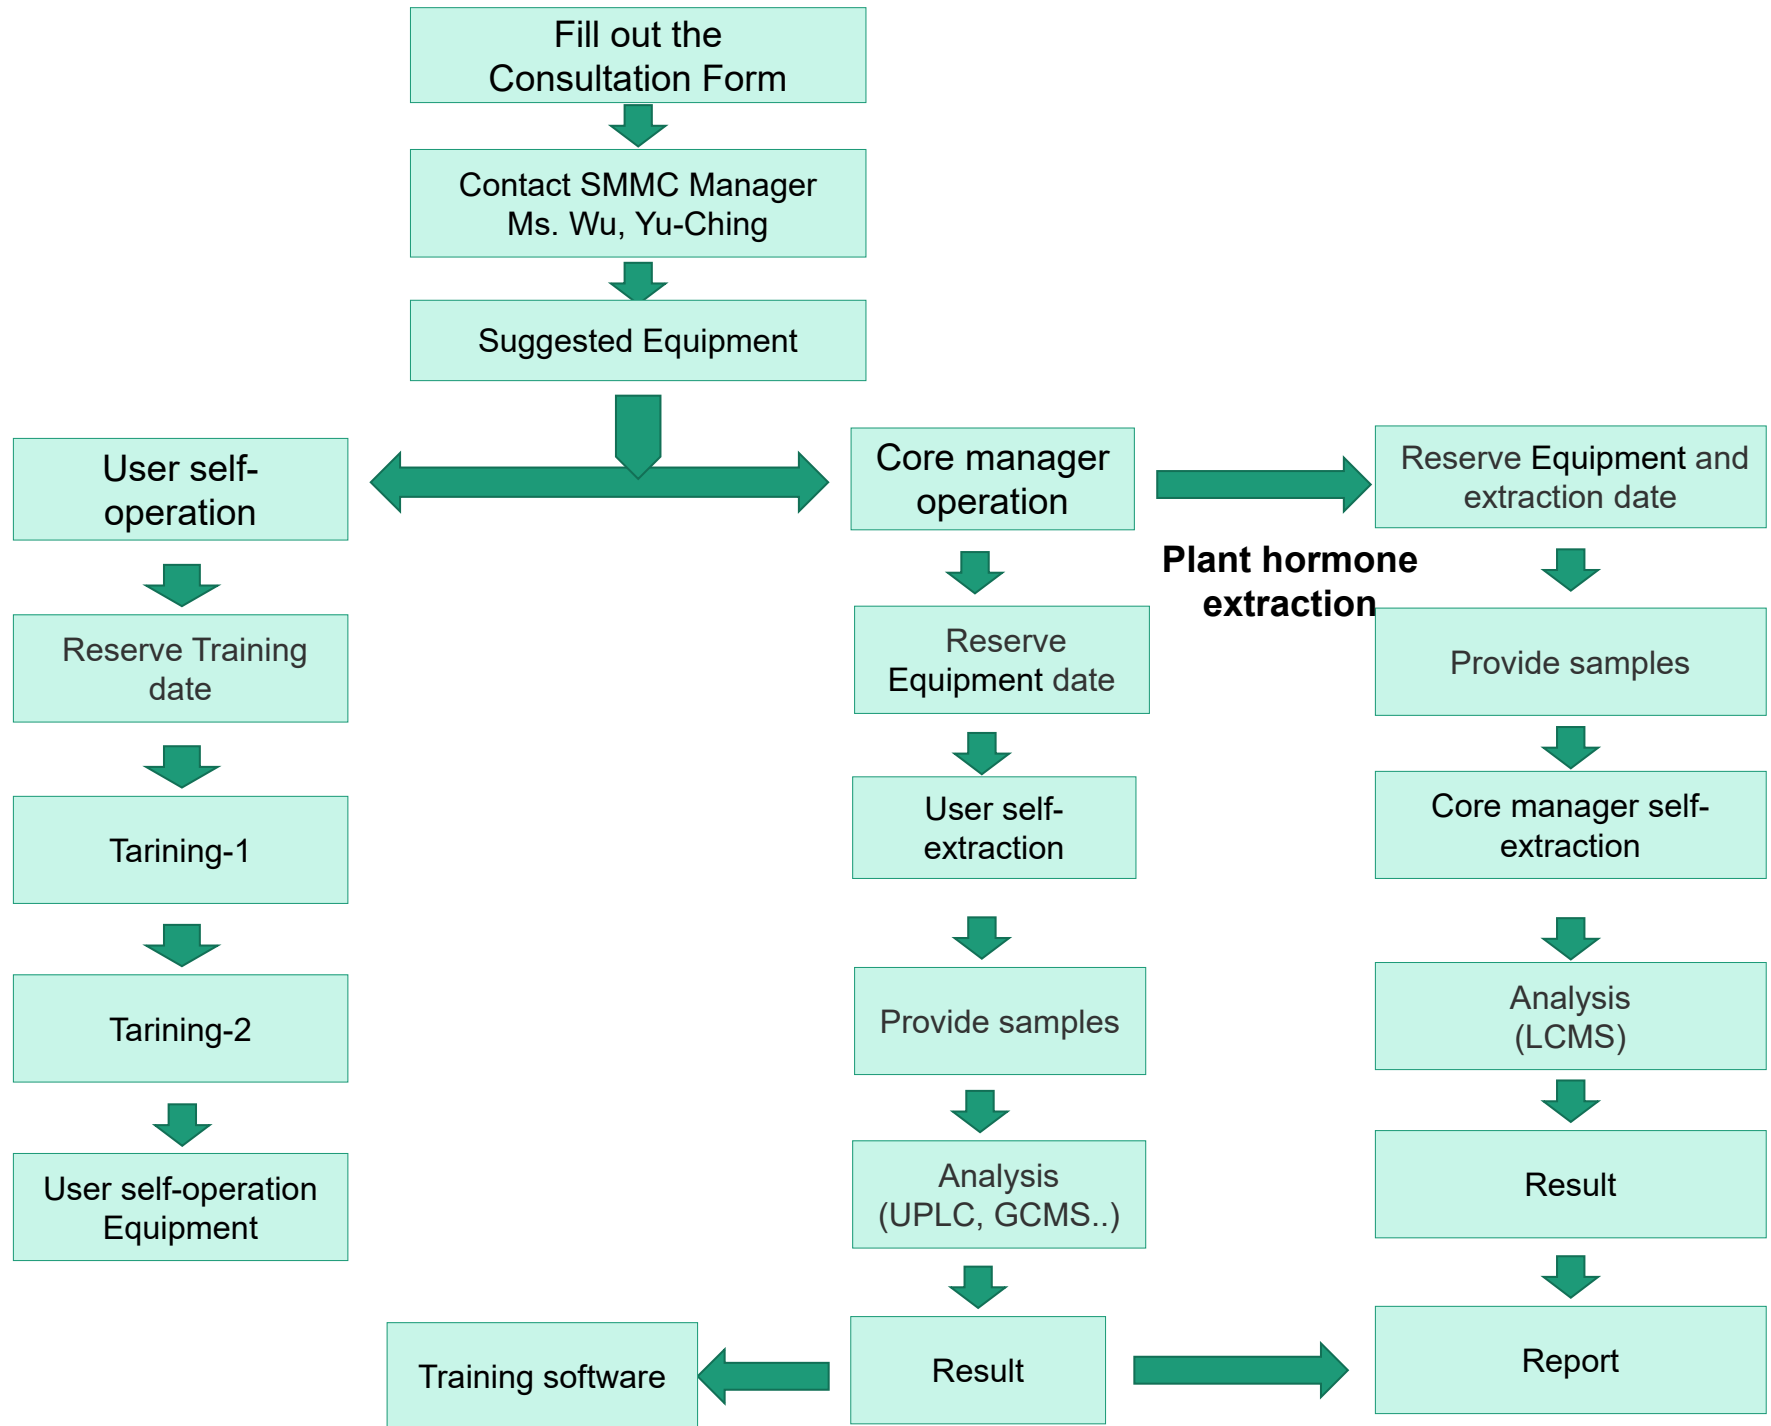 Fill out the
Consultation Form
Contact SMMC Manager
Ms. Wu, Yu-Ching
Suggested Equipment
User self-
operation
Reserve Training
date
Tarining-1
Tarining-2
User self-operation
Equipment
Core manager
operation
Reserve
Equipment date
User self-
extraction
Provide samples
Analysis
(UPLC, GCMS..)
Result
Training software
Plant hormone
extraction
Reserve Equipment and
extraction date
Provide samples
Core manager self-
extraction
Analysis
(LCMS)
Result
Report